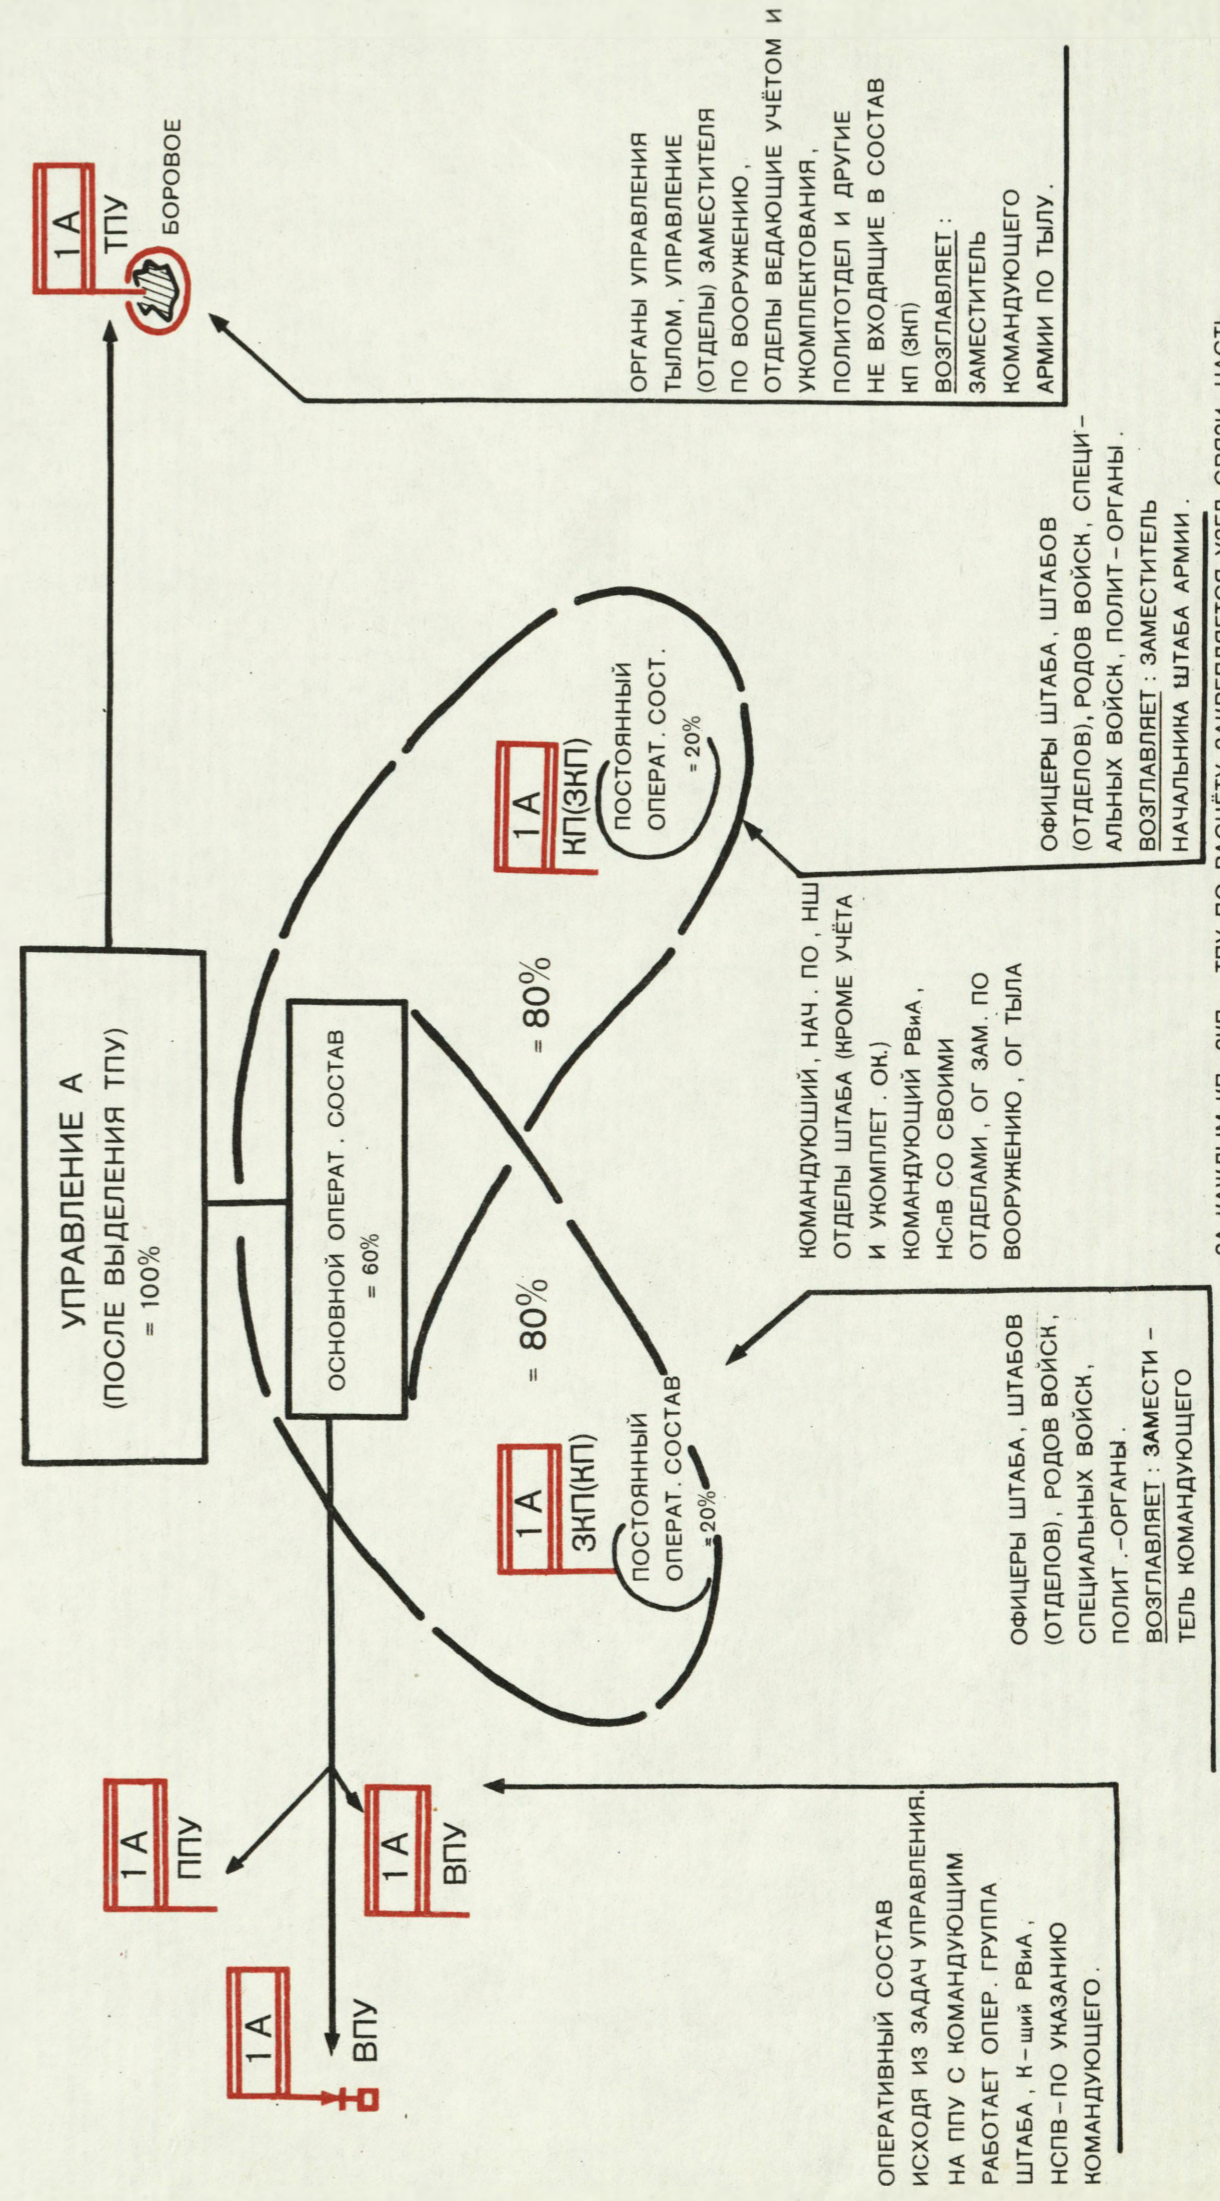 УПРАВЛЕНИЕ А
(ПОСЛЕ ВЫДЕЛЕНИЯ ТПУ)
= 100%
1 А
ТПУ
БОРОВОЕ
ОСНОВНОЙ ОПЕРАТ. СОСТАВ
= 60%
1 А
ППУ
1 А
ВПУ
1 А
ВПУ
= 80%
= 80%
1 А
ЗКП(КП)
ПОСТОЯННЫЙ
ОПЕРАТ. СОСТАВ
=20%
1 А
КП(ЗКП)
ПОСТОЯННЫЙ
ОПЕРАТ. СОСТ.
=20%
ОПЕРАТИВНЫЙ СОСТАВ
ИСХОДЯ ИЗ ЗАДАЧ УПРАВЛЕНИЯ.
НА ППУ С КОМАНДУЮЩИМ
РАБОТАЕТ ОПЕР. ГРУППА
ШТАБА, К-щий РВиА,
НСПВ-ПО УКАЗАНИЮ
КОМАНДУЮЩЕГО.
ОФИЦЕРЫ ШТАБА, ШТАБОВ
(ОТДЕЛОВ), РОДОВ ВОЙСК,
СПЕЦИАЛЬНЫХ ВОЙСК,
ПОЛИТ.-ОРГАНЫ.
ВОЗГЛАВЛЯЕТ: ЗАМЕСТИ-
ТЕЛЬ КОМАНДУЮЩЕГО
КОМАНДУЮШИЙ, НАЧ. ПО, НШ
ОТДЕЛЫ ШТАБА (КРОМЕ УЧЁТА
И УКОМПЛЕТ. ОК.)
КОМАНДУЮЩИЙ РВиА,
НСпВ СО СВОИМИ
ОТДЕЛАМИ, ОГ ЗАМ. ПО
ВООРУЖЕНИЮ, ОГ ТЫЛА
ОФИЦЕРЫ ШТАБА, ШТАБОВ
(ОТДЕЛОВ), РОДОВ ВОЙСК, СПЕЦИ-
АЛЬНЫХ ВОЙСК, ПОЛИТ-ОРГАНЫ.
ВОЗГЛАВЛЯЕТ: ЗАМЕСТИТЕЛЬ
НАЧАЛЬНИКА ШТАБА АРМИИ.
ОРГАНЫ УПРАВЛЕНИЯ
ТЫЛОМ, УПРАВЛЕНИЕ
(ОТДЕЛЫ) ЗАМЕСТИТЕЛЯ
ПО ВООРУЖЕНИЮ,
ОТДЕЛЫ ВЕДАЮЩИЕ УЧЁТОМ И
УКОМПЛЕКТОВАНИЯ,
ПОЛИТОТДЕЛ И ДРУГИЕ
НЕ ВХОДЯЩИЕ В СОСТАВ
КП (ЗКП)
ВОЗГЛАВЛЯЕТ:
ЗАМЕСТИТЕЛЬ
КОМАНДУЮЩЕГО
АРМИИ ПО ТЫЛУ.